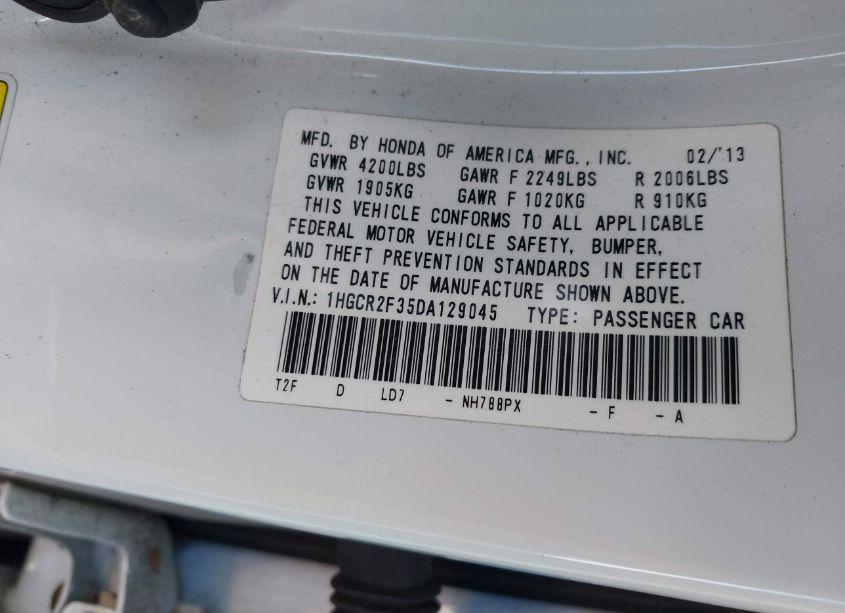 MFD. BY HONDA OF AMERICA MFG., INC. 02/'13
GVWR 4200LBS GAWR F 2249LBS R 2006LBS
GVWR 1905KG GAWR F 1020KG R 910KG
THIS VEHICLE CONFORMS TO ALL APPLICABLE
FEDERAL MOTOR VEHICLE SAFETY, BUMPER,
AND THEFT PREVENTION STANDARDS IN EFFECT
ON THE DATE OF MANUFACTURE SHOWN ABOVE.
V.I.N.: 1HGCR2F35DA129045 TYPE: PASSENGER CAR
T2F D LD7 - NH788PX - F - A